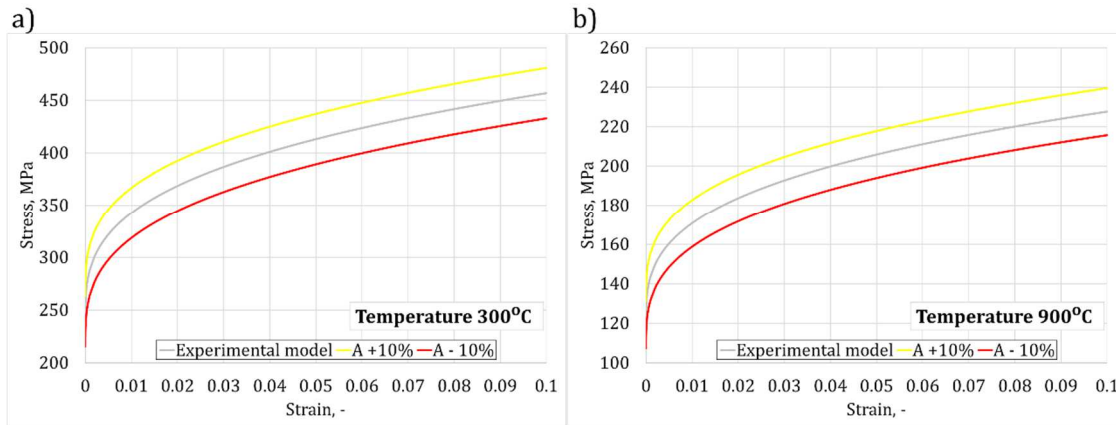 a)
500
450
400
350
300
250
200
Stress, MPa
Temperature 300⁰C
Experimental model A +10% A - 10%
0 0.01 0.02 0.03 0.04 0.05 0.06 0.07 0.08 0.09 0.1
Strain, -
b)
260
240
220
200
180
160
140
120
100
Stress, MPa
Temperature 900⁰C
Experimental model A +10% A - 10%
0 0.01 0.02 0.03 0.04 0.05 0.06 0.07 0.08 0.09 0.1
Strain, -